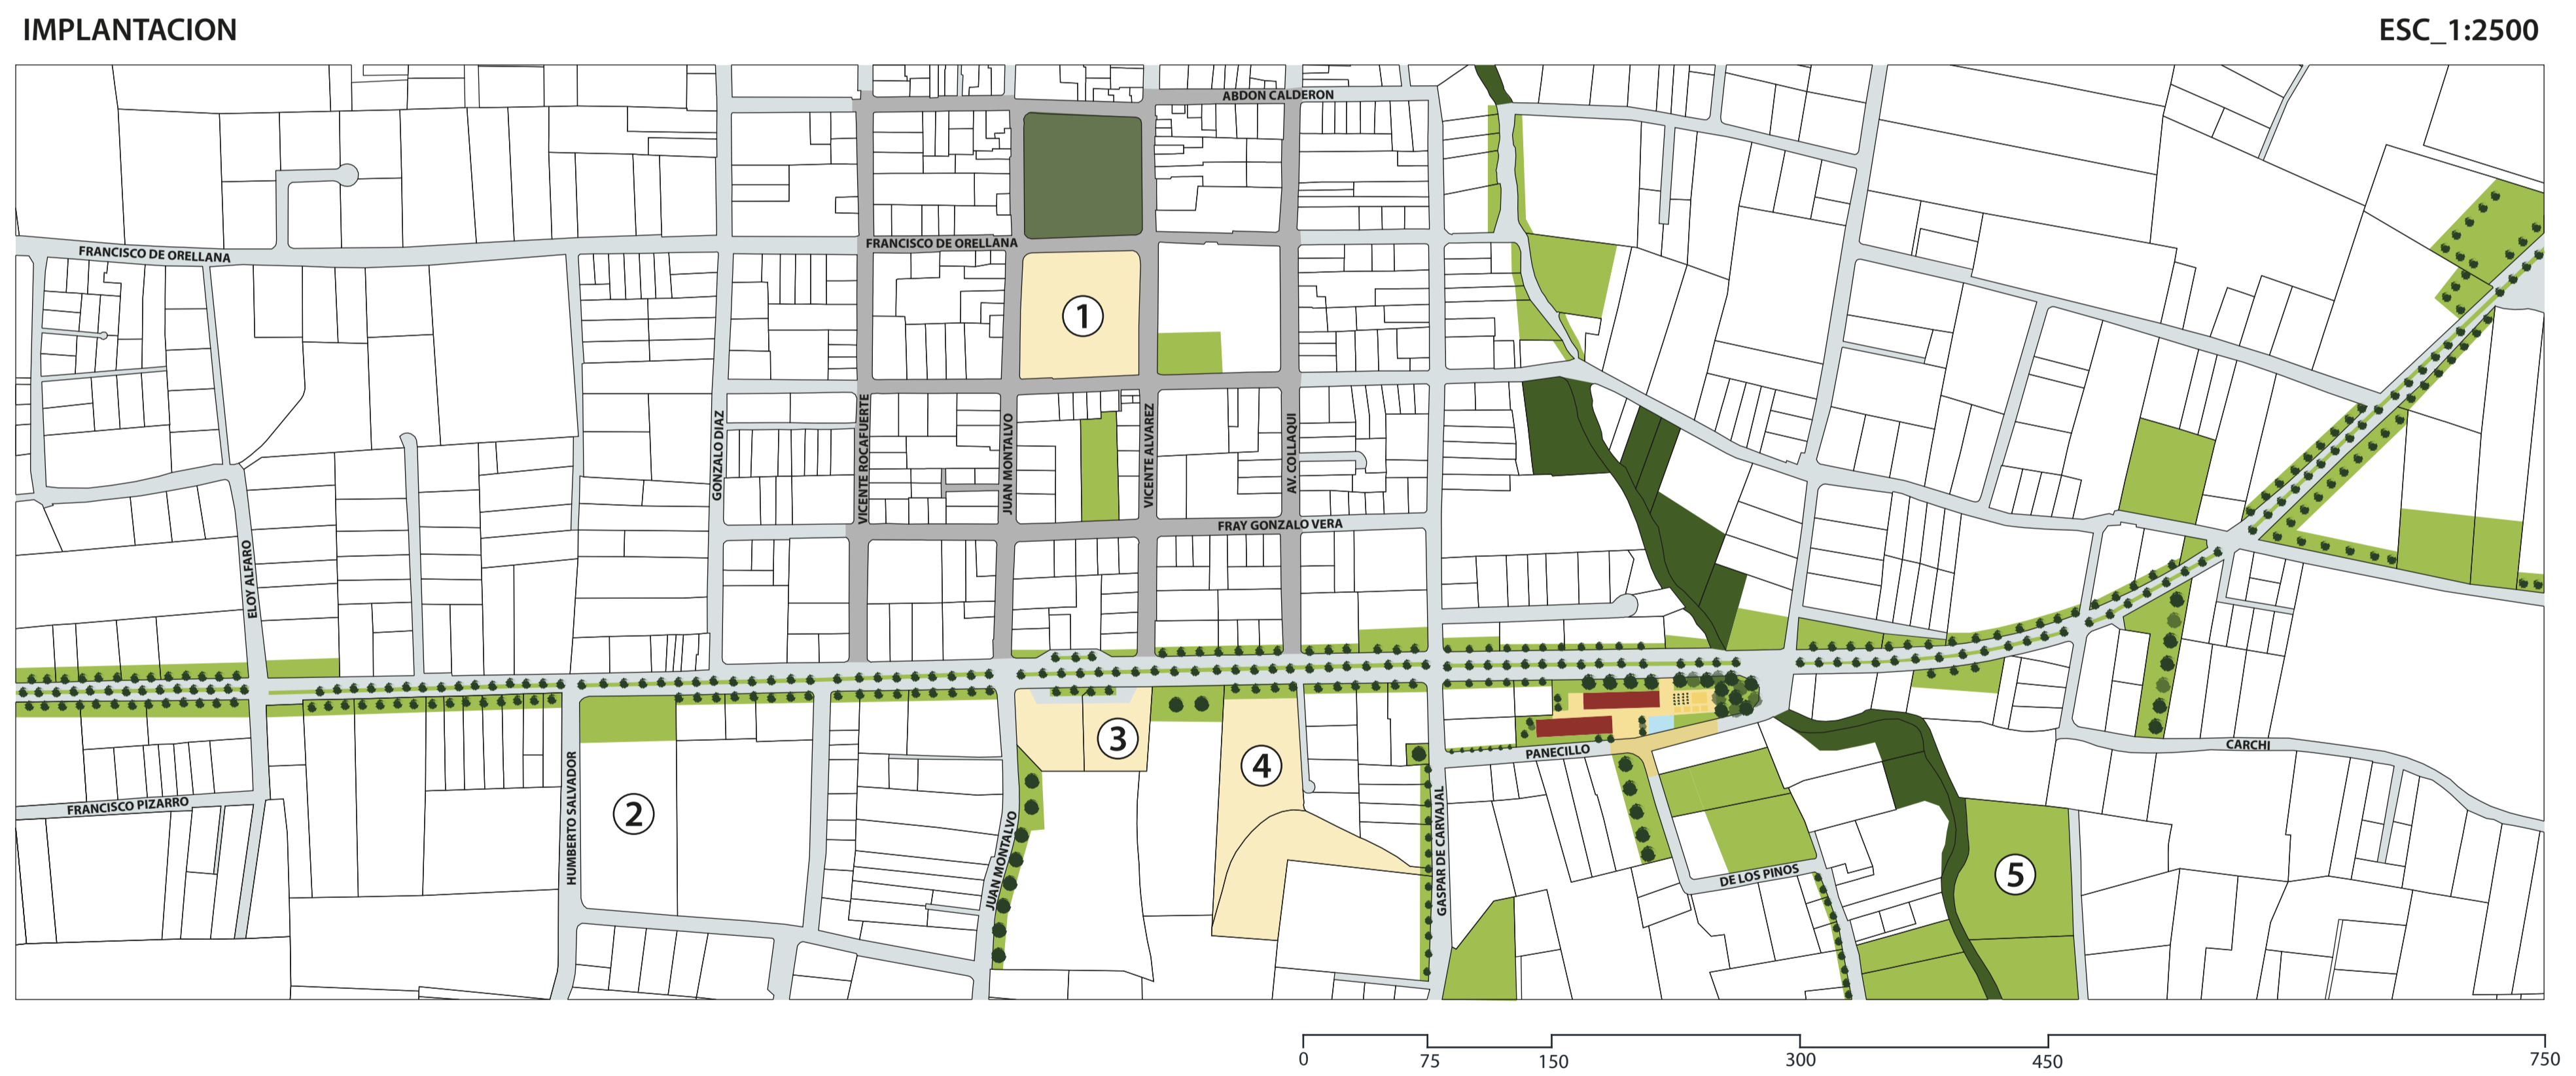 IMPLANTACION
ESC_1:2500
ABDON CALDERON
FRANCISCO DE ORELLANA
FRANCISCO DE ORELLANA
1
GONZALO DIAZ
VICENTE ROCAFUERTE
JUAN MONTALVO
VICENTE ALVAREZ
AV. COLLAQUI
FRAY GONZALO VERA
ELOY ALFARO
3
4
PANECILLO
CARCHI
FRANCISCO PIZARRO
HUMBERTO SALVADOR
2
JUAN MONTALVO
GASPAR DE CARVAJAL
DE LOS PINOS
5
0 75 150 300 450 750